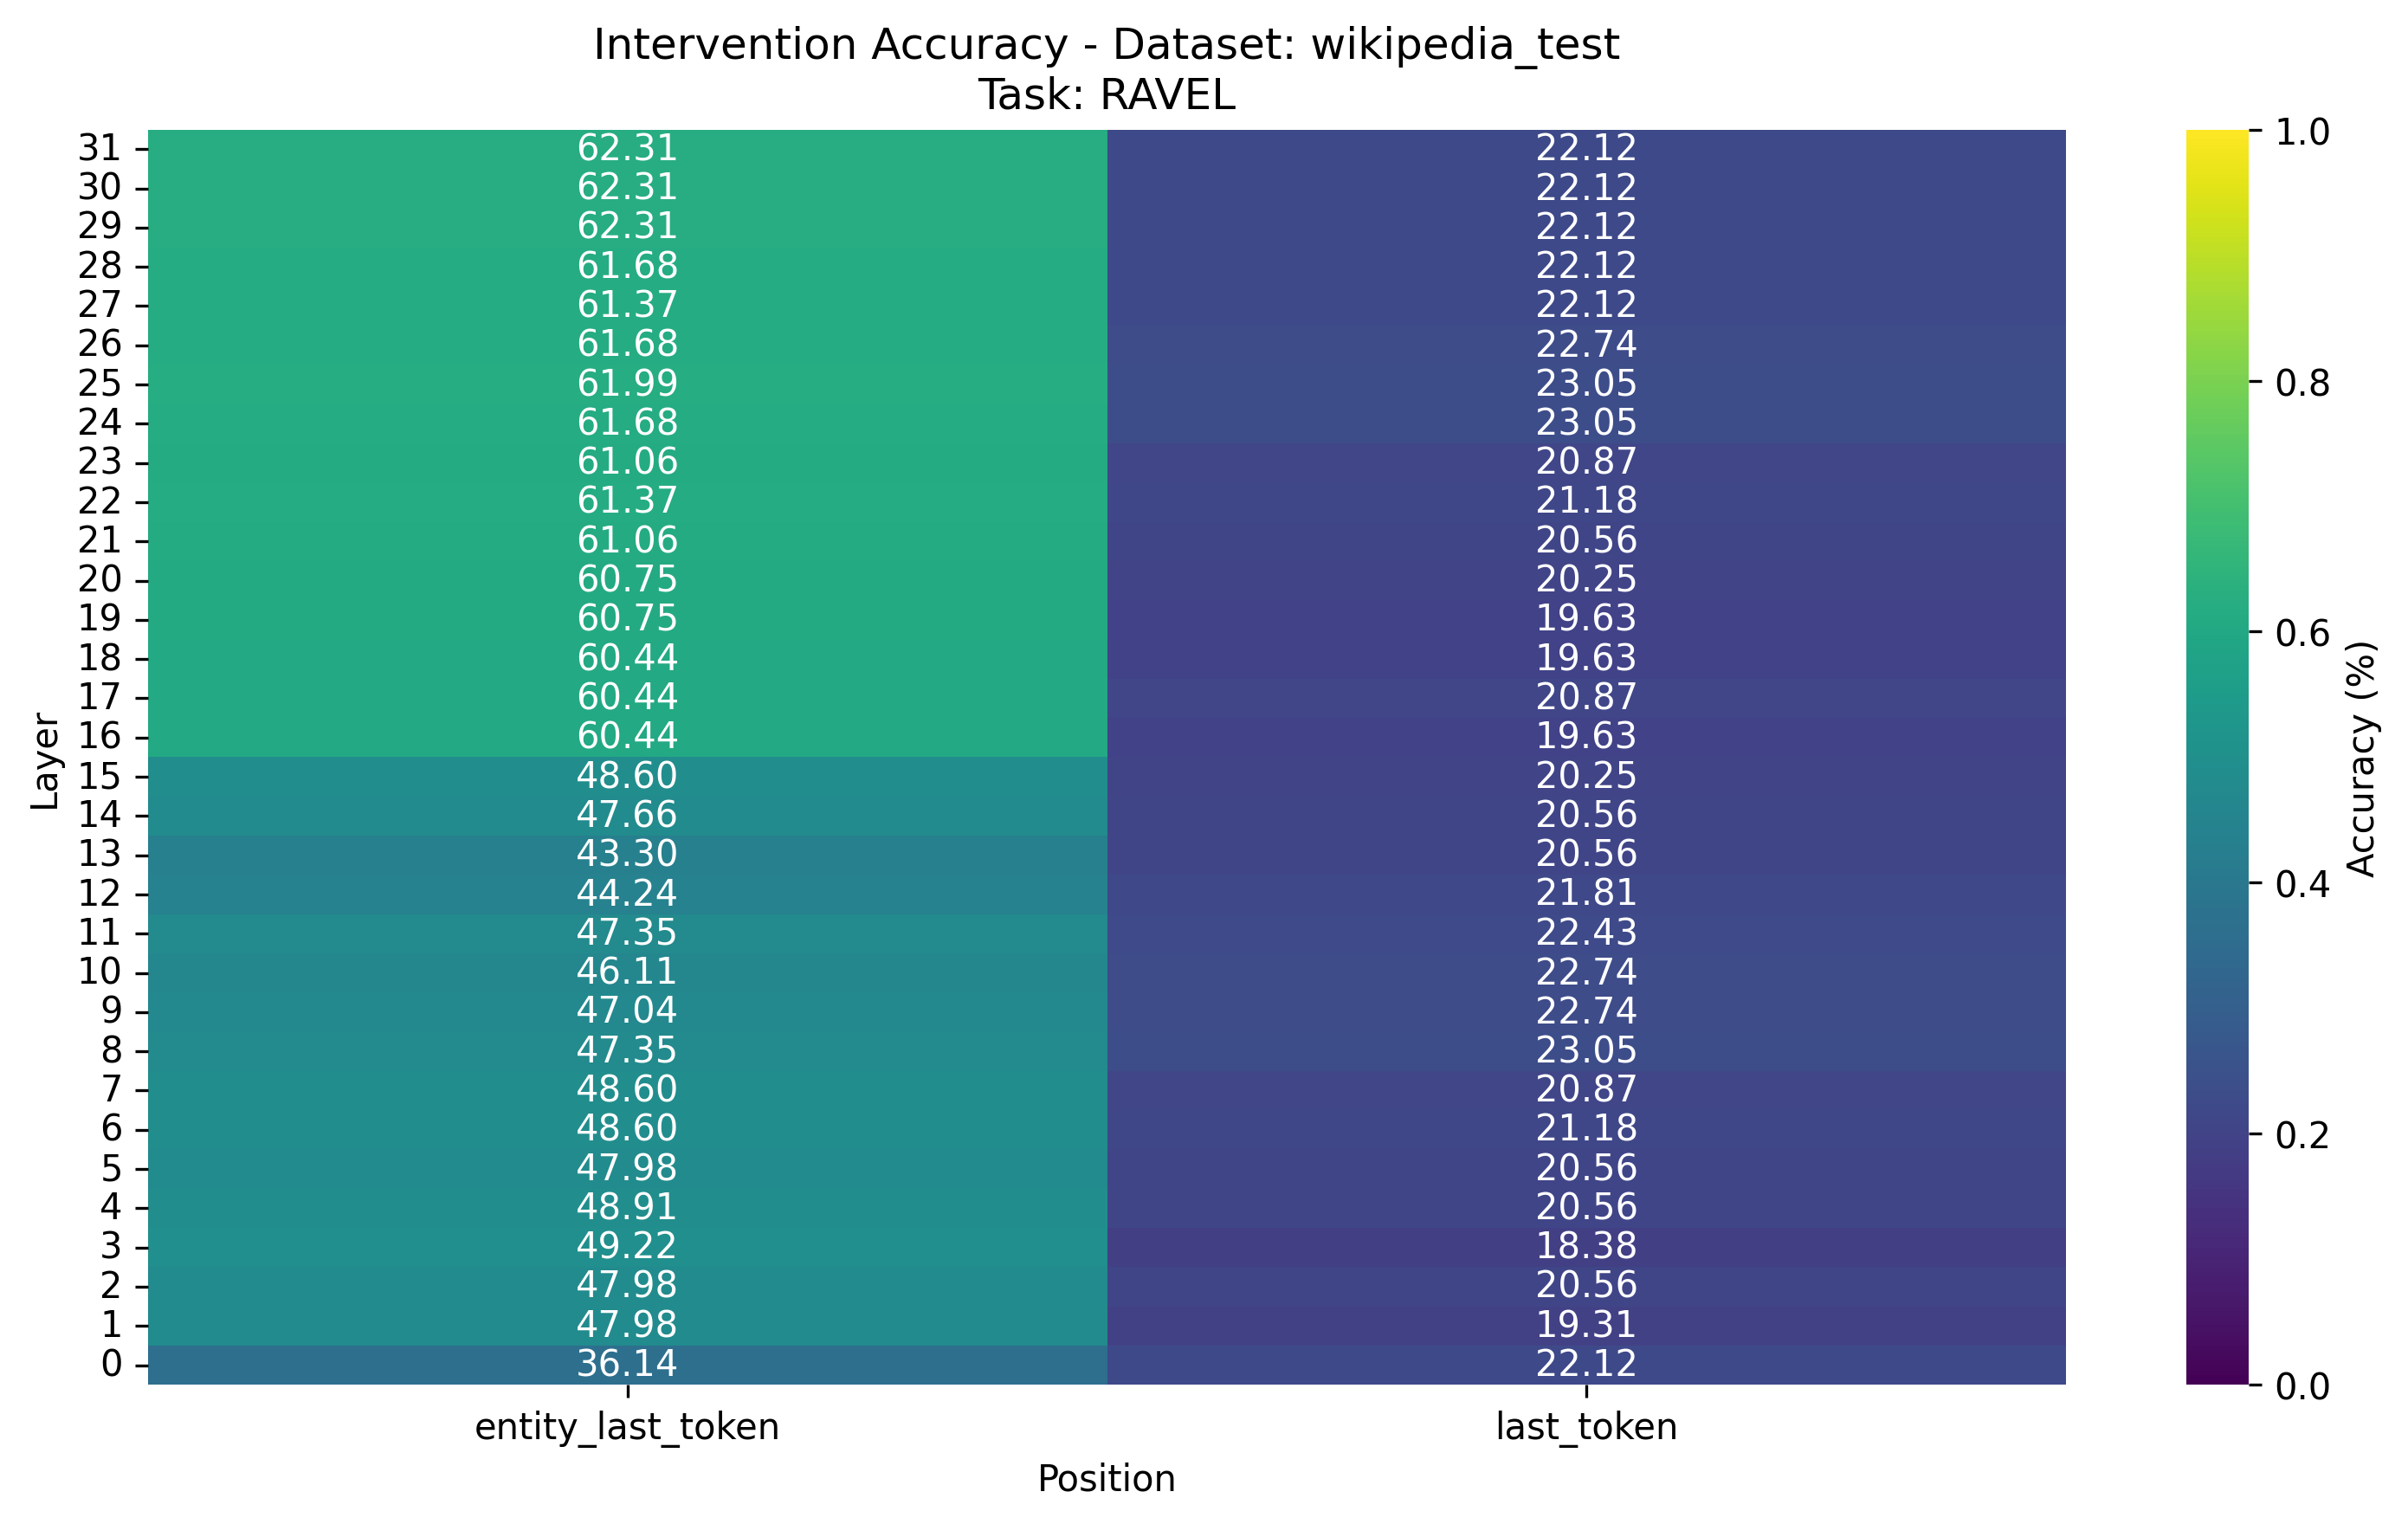 Intervention Accuracy - Dataset: wikipedia_test
Task: RAVEL
31 62.31 22.12
30 62.31 22.12
29 62.31 22.12
28 61.68 22.12
27 61.37 22.12
26 61.68 22.74
25 61.99 23.05
24 61.68 23.05
23 61.06 20.87
22 61.37 21.18
21 61.06 20.56
20 60.75 20.25
19 60.75 19.63
18 60.44 19.63
17 60.44 20.87
16 60.44 19.63
15 48.60 20.25
14 47.66 20.56
13 43.30 20.56
12 44.24 21.81
11 47.35 22.43
10 46.11 22.74
9 47.04 22.74
8 47.35 23.05
7 48.60 20.87
6 48.60 21.18
5 47.98 20.56
4 48.91 20.56
3 49.22 18.38
2 47.98 20.56
1 47.98 19.31
0 36.14 22.12
entity_last_token last_token
Position
Layer
1.0
0.8
0.6
0.4
0.2
0.0
Accuracy (%)